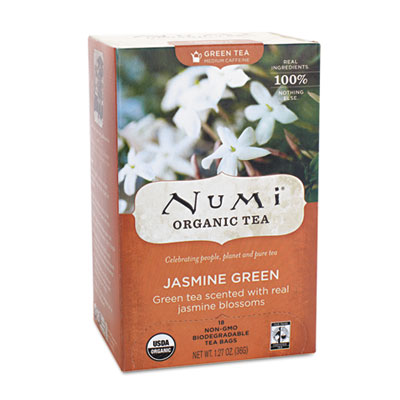 GREEN TEA
MEDIUM CAFFEINE
REAL
INGREDIENTS
100%
NOTHING
ELSE.
NUMI®
ORGANIC TEA
Celebrating people, planet and pure tea
JASMINE GREEN
Green tea scented with real
jasmine blossoms
18
NON-GMO
BIODEGRADABLE
TEA BAGS
NET WT. 1.27 OZ (36G)
USDA
ORGANIC